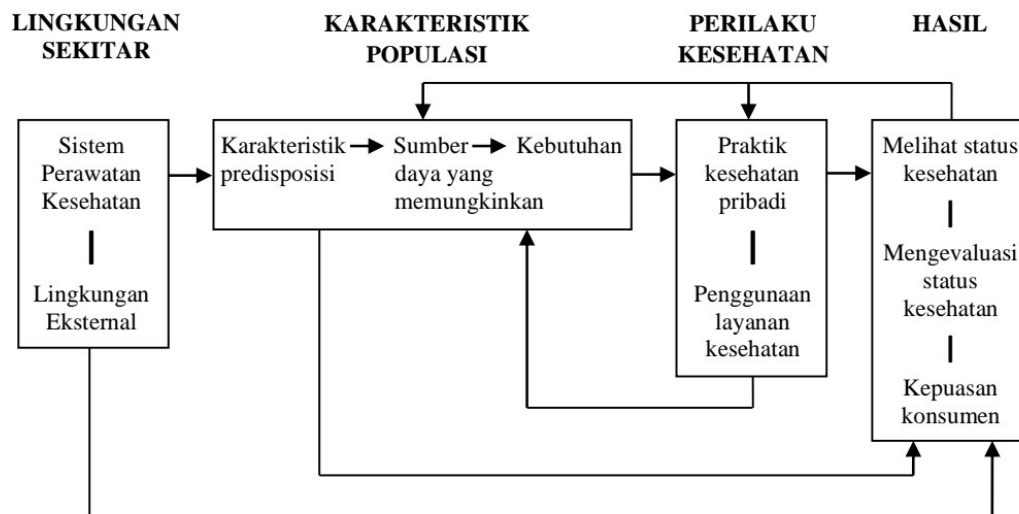 LINGKUNGAN
SEKITAR
KARAKTERISTIK
POPULASI
PERILAKU
KESEHATAN
HASIL
Sistem
Perawatan
Kesehatan
Lingkungan
Eksternal
Karakteristik
predisposisi
Sumber
daya yang
memungkinkan
Kebutuhan
Praktik
kesehatan
pribadi
Penggunaan
layanan
kesehatan
Melihat status
kesehatan
Mengevaluasi
status
kesehatan
Kepuasan
konsumen